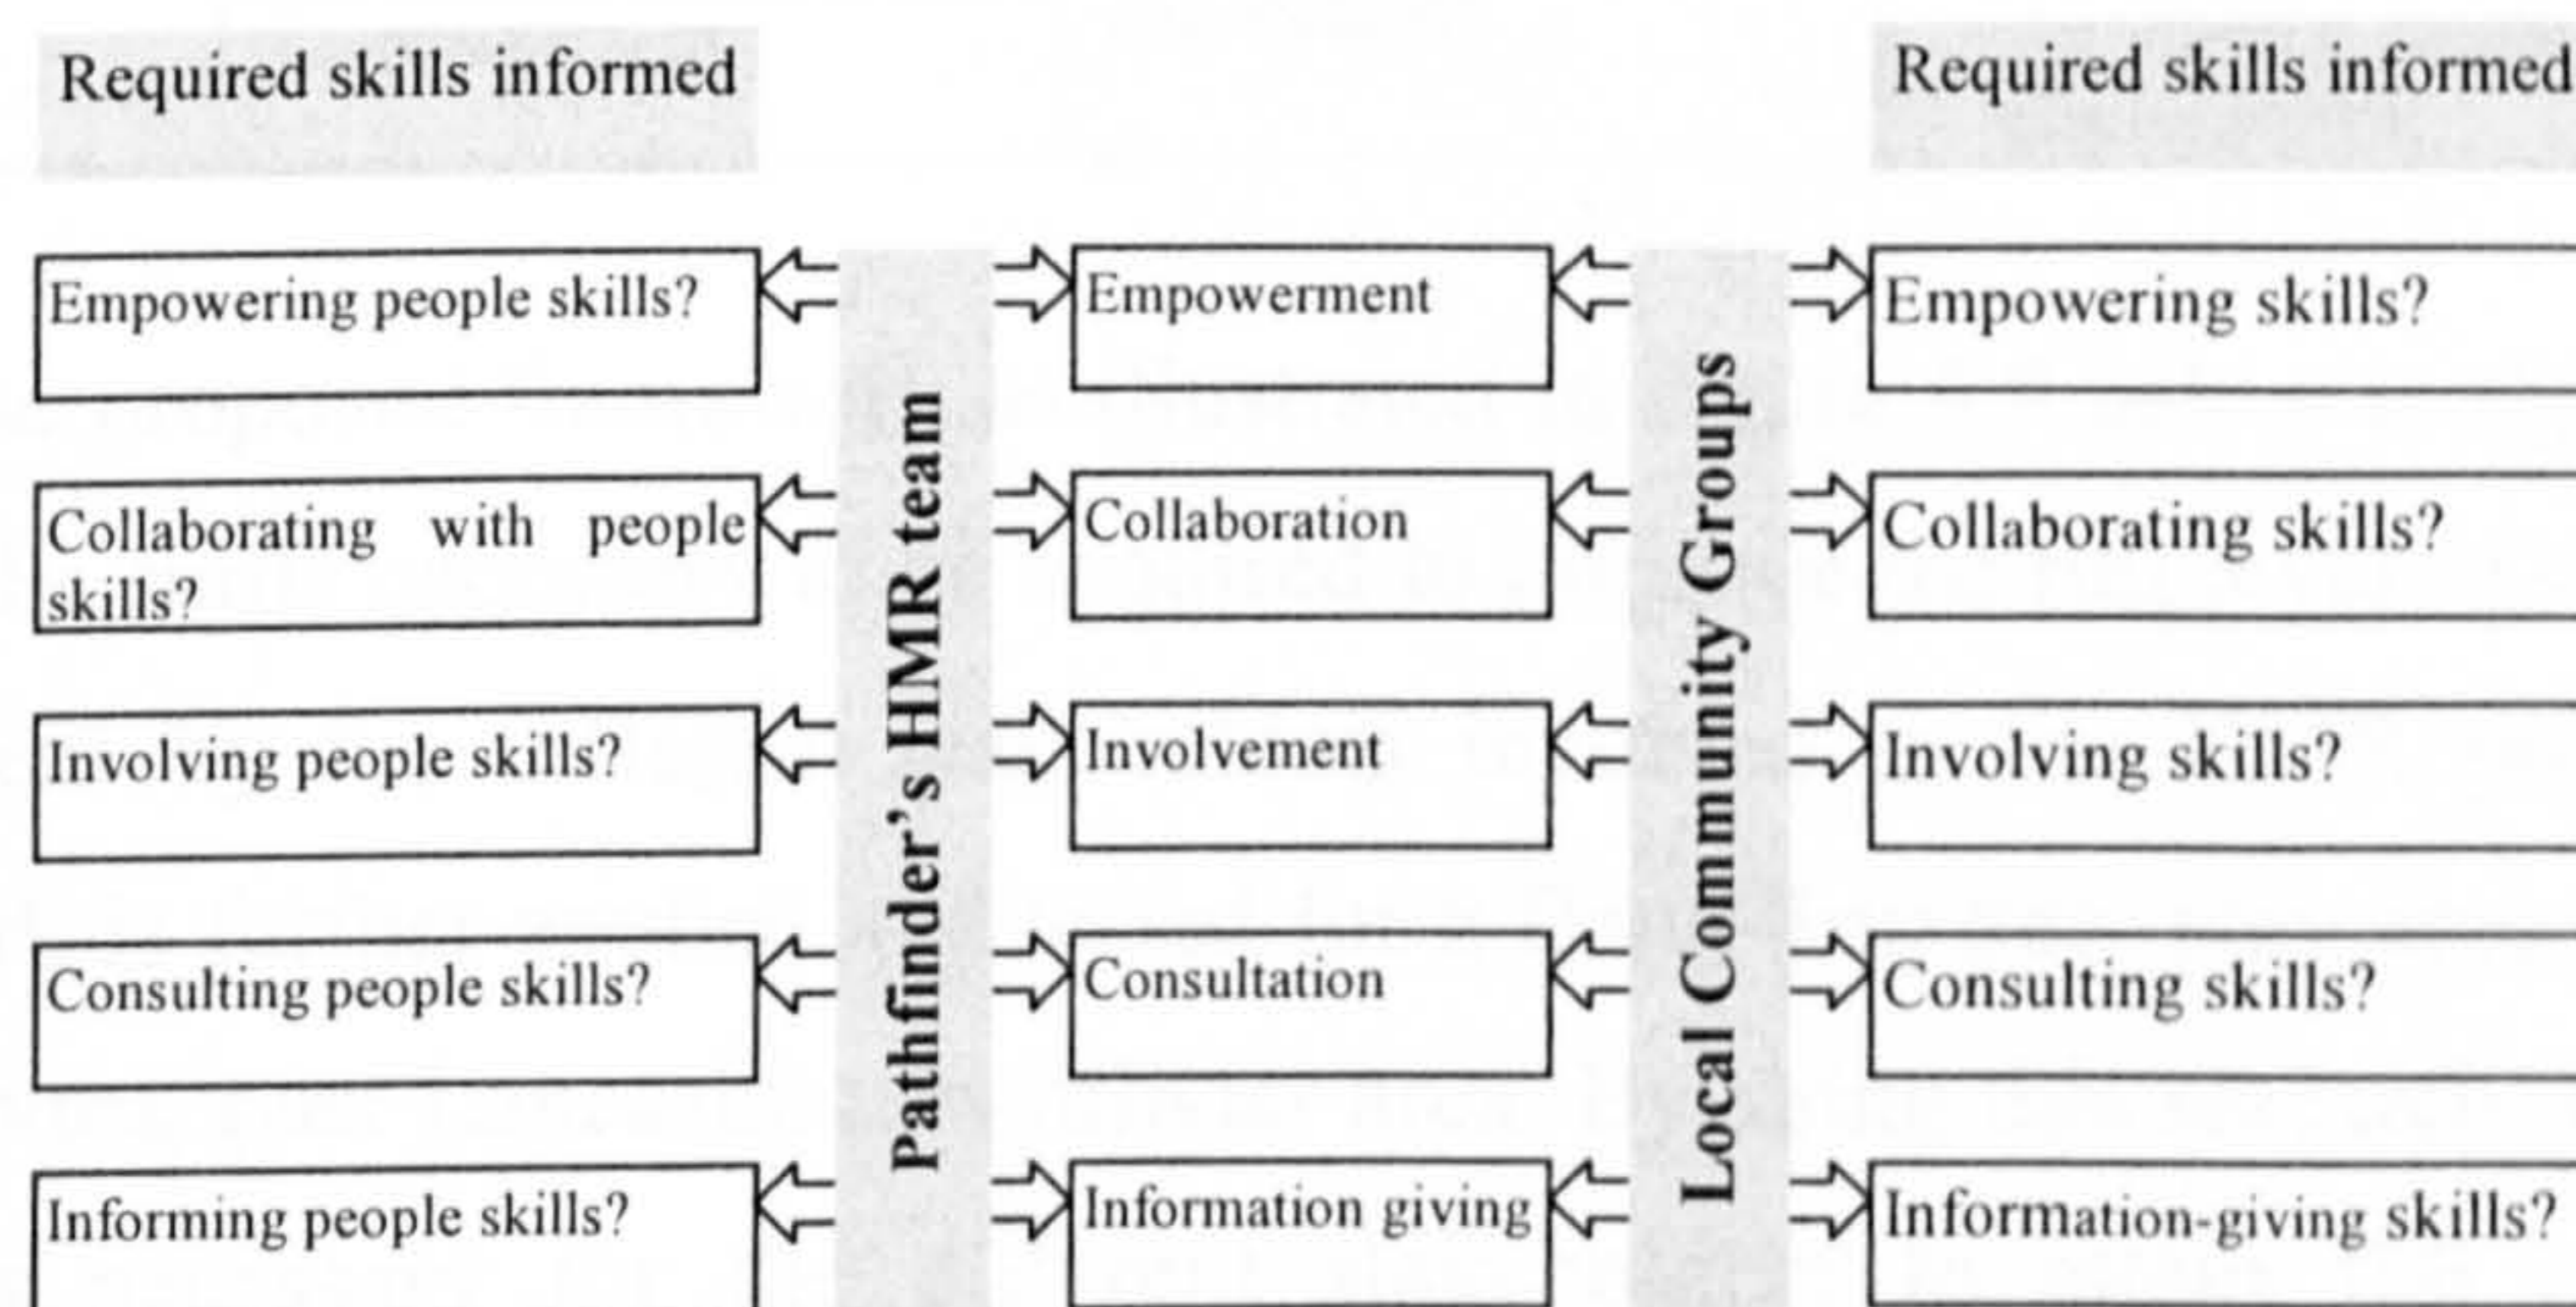 Required skills informed
Required skills informed
Empowering people skills?
Empowerment
Empowering skills?
Collaborating with people
skills?
Collaboration
Collaborating skills?
Pathfinder's HMR team
Local Community Groups
Involving people skills?
Involvement
Involving skills?
Consulting people skills?
Consultation
Consulting skills?
Informing people skills?
Information giving
Information-giving skills?